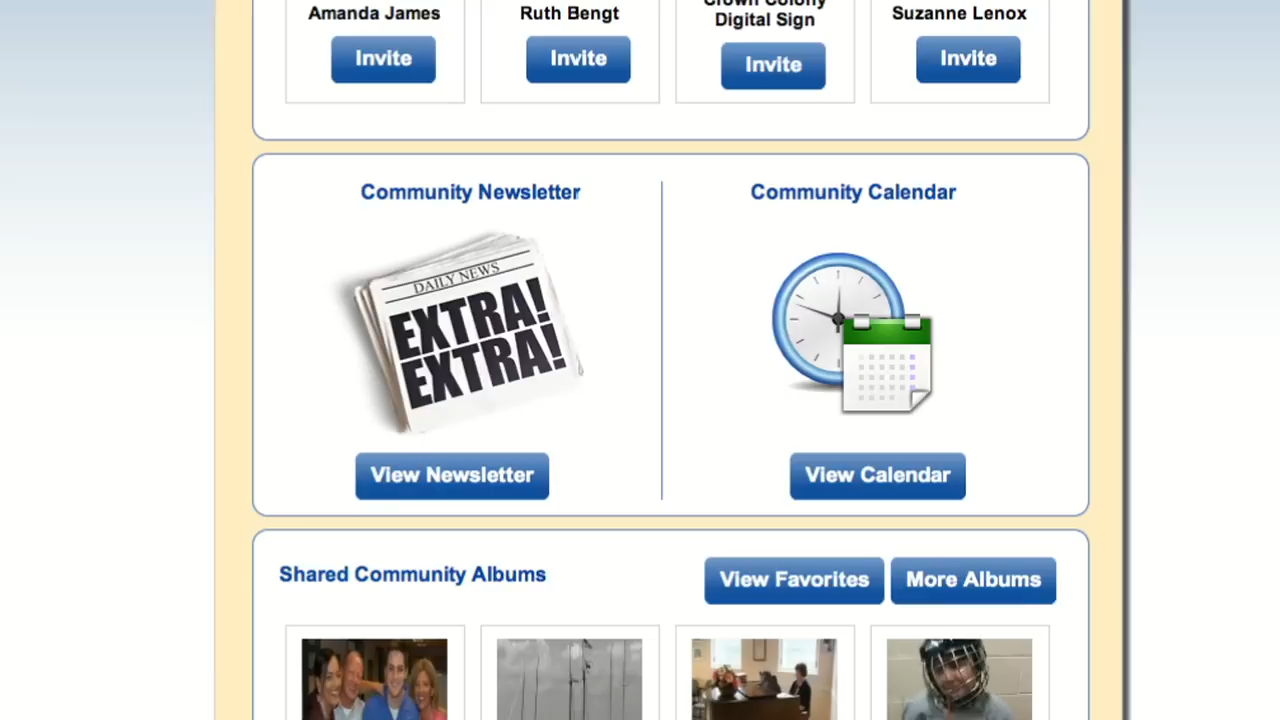 Amanda James
Ruth Bengt
Crown Colony
Digital Sign
Suzanne Lenox
Invite
Invite
Invite
Invite
Community Newsletter
Community Calendar
DAILY NEWS
EXTRA!
EXTRA!
View Newsletter
View Calendar
Shared Community Albums
View Favorites
More Albums